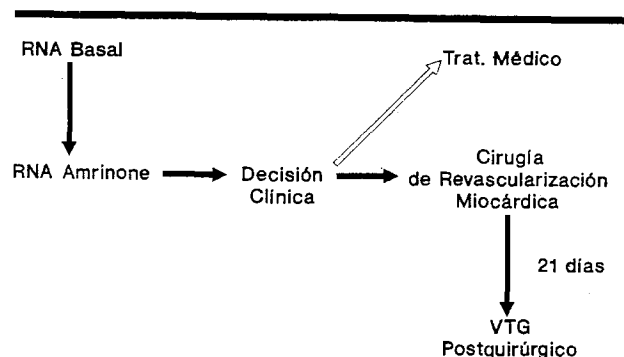 RNA Basal
Trat. Médico
RNA Amrinone
Decisión
Clínica
Cirugía
de Revascularización
Miocárdica
21 días
VTG
Postquirúrgico